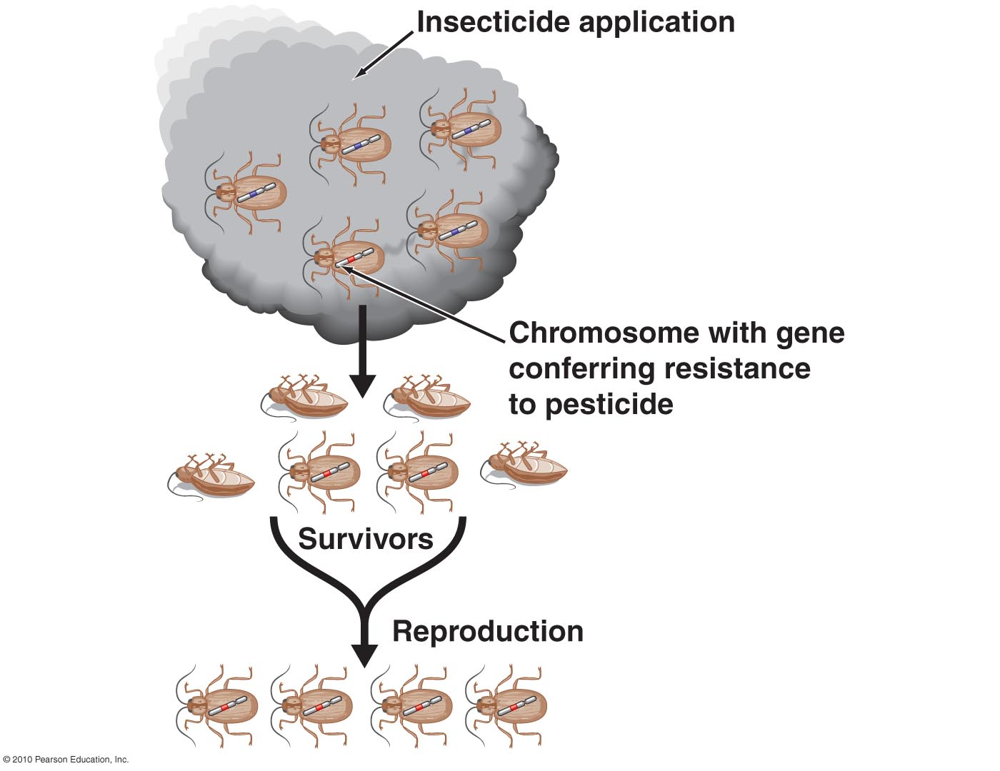 Insecticide application
Chromosome with gene
conferring resistance
to pesticide
Survivors
Reproduction
© 2010 Pearson Education, Inc.